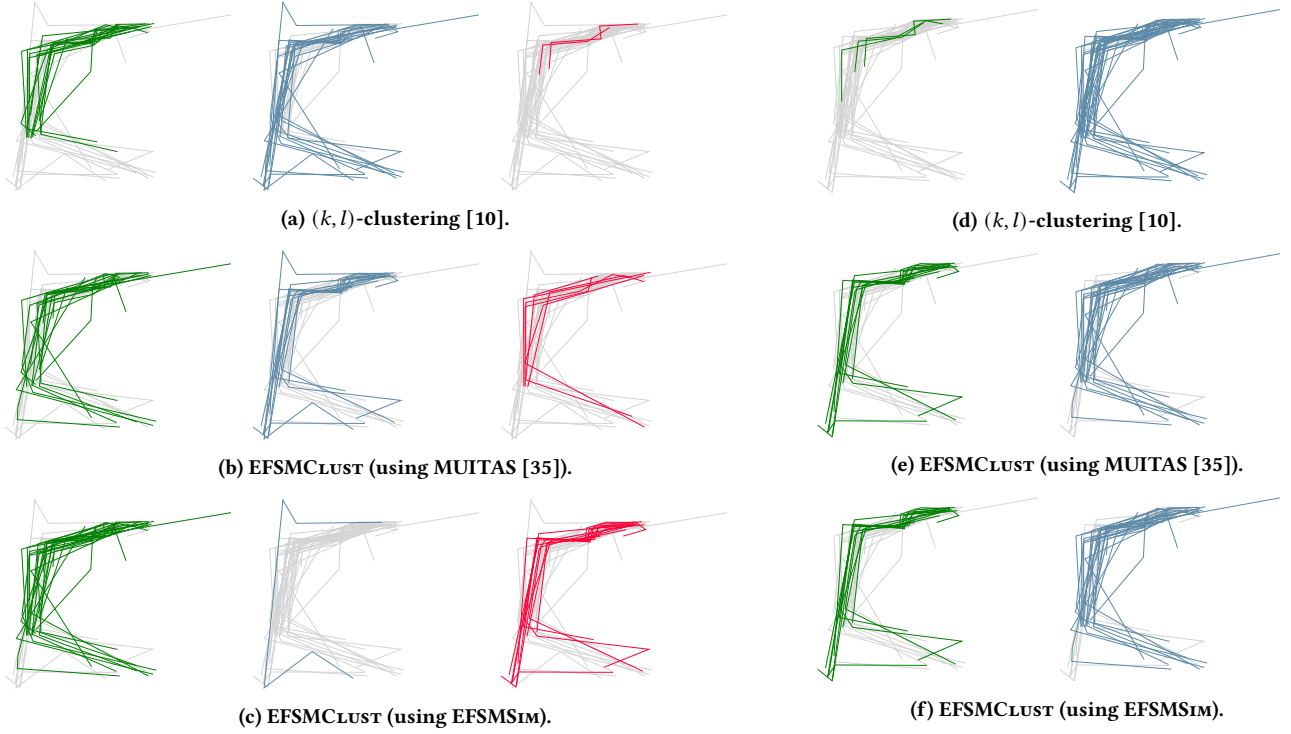 (a) (k, l)-clustering [10].
(d) (k, l)-clustering [10].
(b) EFSMCLUST (using MUITAS [35]).
(e) EFSMCLUST (using MUITAS [35]).
(c) EFSMCLUST (using EFSMSIM).
(f) EFSMCLUST (using EFSMSIM).